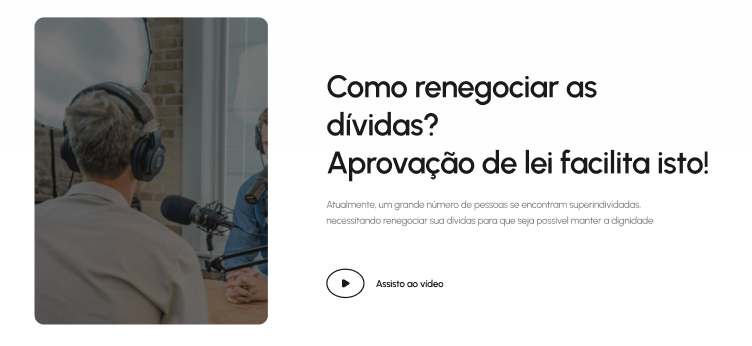 Como renegociar as
dívidas?
Aprovação de lei facilita isto!
Atualmente, um grande número de pessoas se encontram superindividadas,
necessitando renegociar sua dívidas para que seja possível manter a dignidade
Assisto ao vídeo